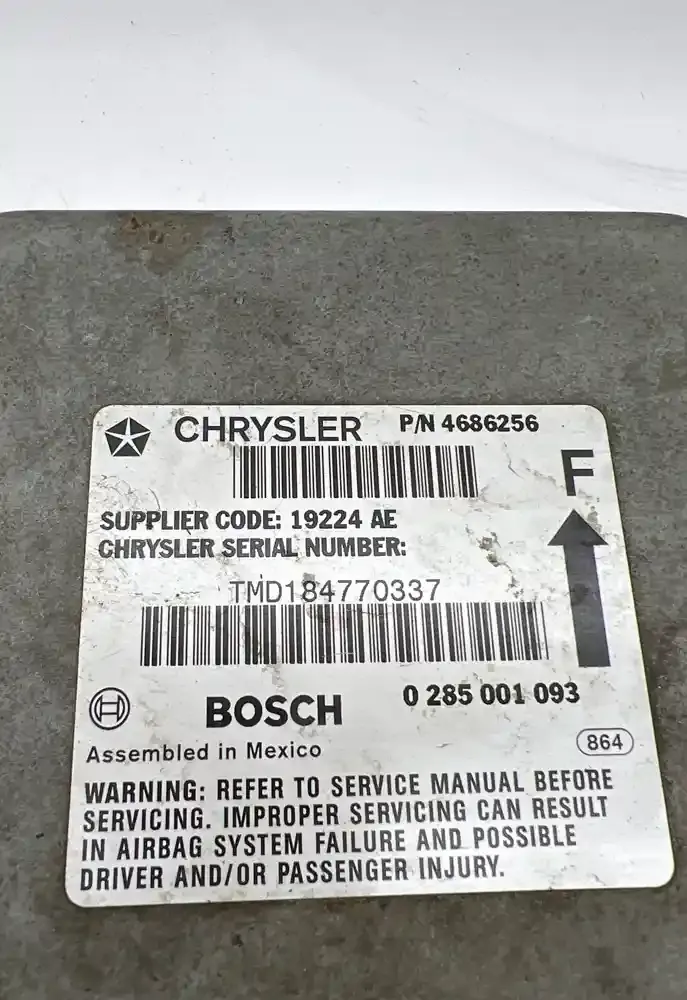 CHRYSLER P/N 4686256
F
SUPPLIER CODE: 19224 AE
CHRYSLER SERIAL NUMBER:
TMD184770337
BOSCH 0 285 001 093
Assembled in Mexico 864
WARNING: REFER TO SERVICE MANUAL BEFORE
SERVICING. IMPROPER SERVICING CAN RESULT
IN AIRBAG SYSTEM FAILURE AND POSSIBLE
DRIVER AND/OR PASSENGER INJURY.